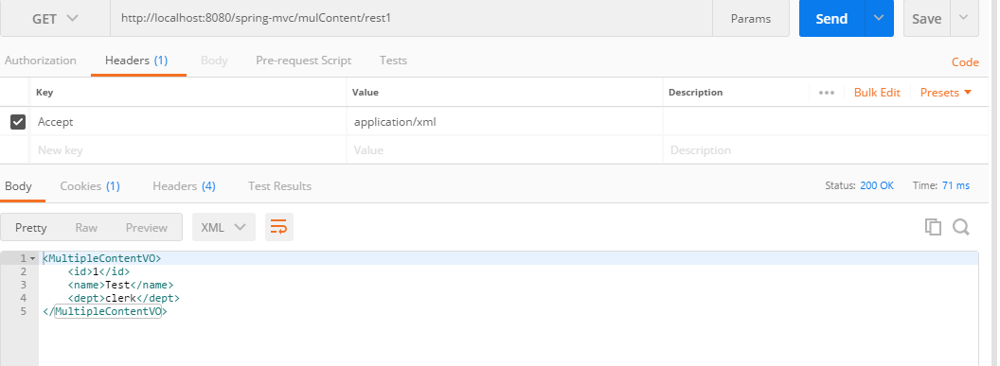 GET http://localhost:8080/spring-mvc/mulContent/rest1 Params Send Save
Authorization Headers (1) Body Pre-request Script Tests Code
Key Value Description ••• Bulk Edit Presets
Accept application/xml
New key Value Description
Body Cookies (1) Headers (4) Test Results Status: 200 OK Time: 71 ms
Pretty Raw Preview XML
1 <MultipleContentVO>
2 <id>1</id>
3 <name>Test</name>
4 <dept>clerk</dept>
5 </MultipleContentVO>